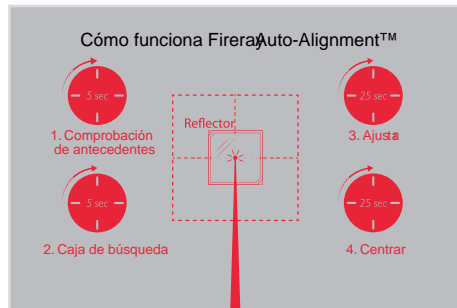 Cómo funciona Fireray Auto-Alignment™
5 sec
1. Comprobación
de antecedentes
5 sec
2. Caja de búsqueda
Reflector
25 sec
3. Ajusta
25 sec
4. Centrar